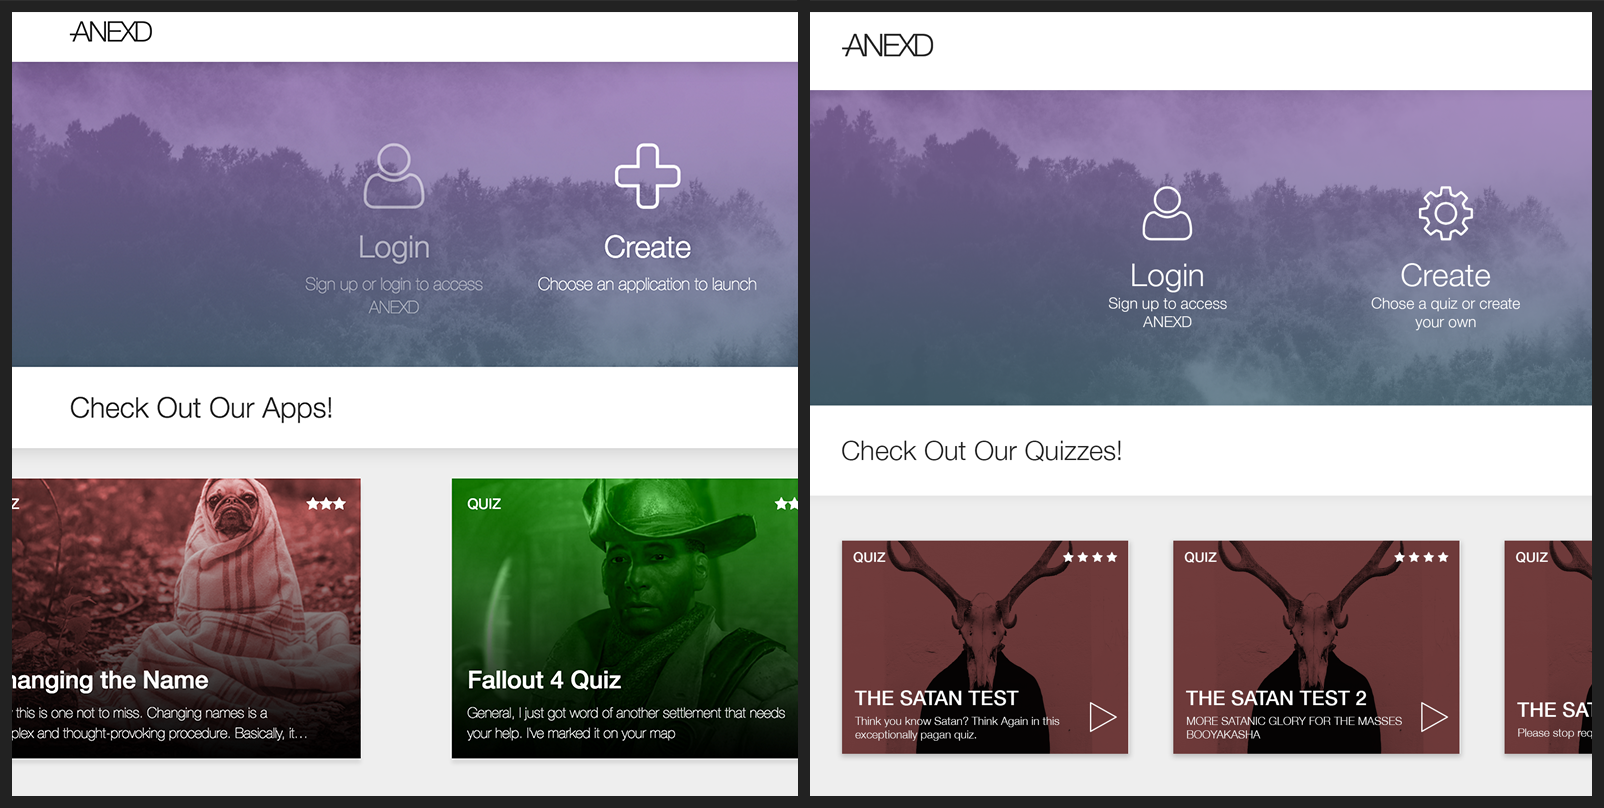 ANEXD
Login
Sign up or login to access
ANEXD
Create
Choose an application to launch
Check Out Our Apps!
Z
hanging the Name
this is one not to miss. Changing names is a
plex and thought-provoking procedure. Basically, it...
QUIZ
Fallout 4 Quiz
General, I just got word of another settlement that needs
your help. I've marked it on your map
ANEXD
Login
Sign up to access
ANEXD
Create
Chose a quiz or create
your own
Check Out Our Quizzes!
QUIZ
THE SATAN TEST
Think you know Satan? Think Again in this
exceptionally pagan quiz.
QUIZ
THE SATAN TEST 2
MORE SATANIC GLORY FOR THE MASSES
BOOYAKASHA
QUIZ
THE SAT
Please stop req